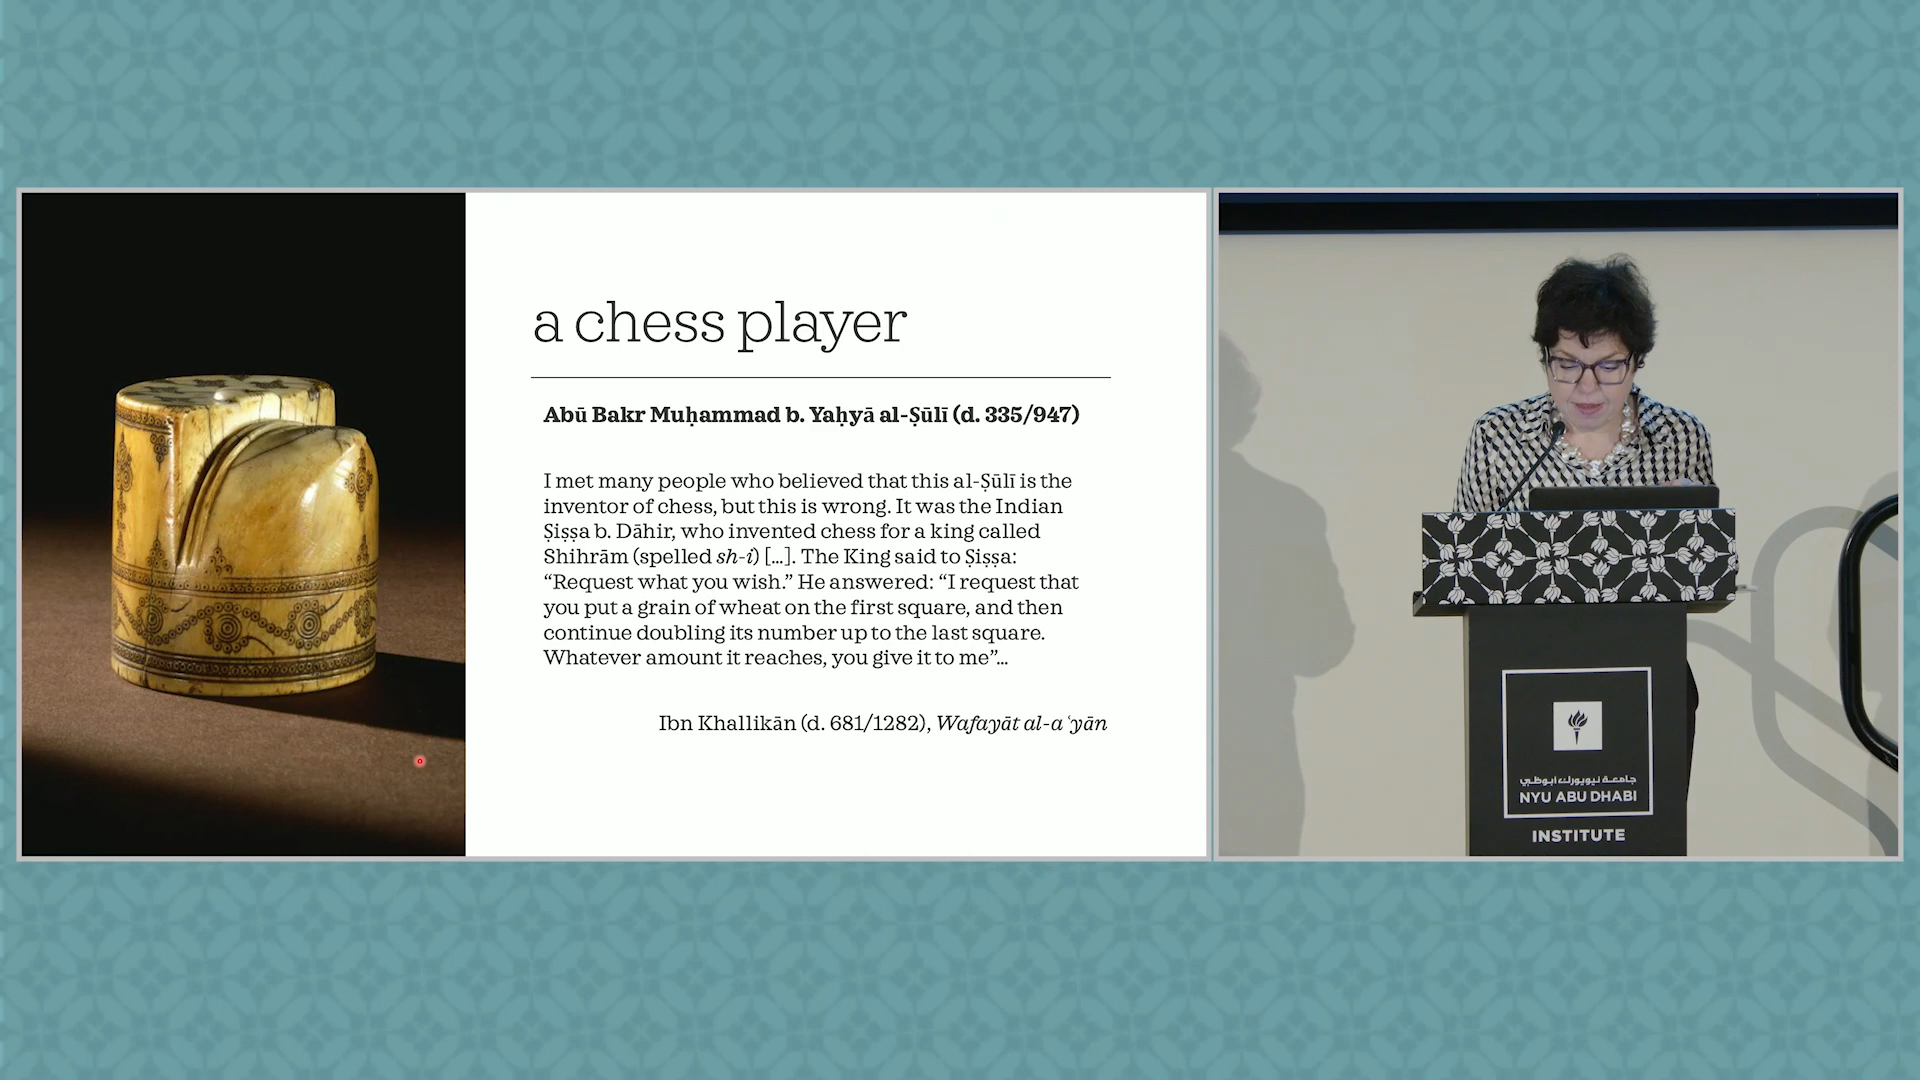 a chess player
Abū Bakr Muḥammad b. Yaḥyā al-Ṣūlī (d. 335/947)
I met many people who believed that this al-Ṣūlī is the
inventor of chess, but this is wrong. It was the Indian
Ṣiṣṣa b. Dāhir, who invented chess for a king called
Shihrām (spelled sh-i) […]. The King said to Ṣiṣṣa:
“Request what you wish.” He answered: “I request that
you put a grain of wheat on the first square, and then
continue doubling its number up to the last square.
Whatever amount it reaches, you give it to me”…
Ibn Khallikān (d. 681/1282), Wafayāt al-aʿyān
جامعة نيويورك أبوظبي
NYU ABU DHABI
INSTITUTE